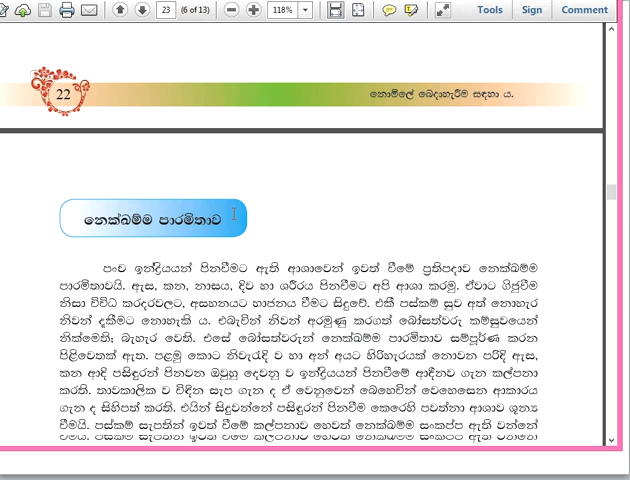 23 (6 of 13) 118% Tools Sign Comment
22 නොමිලේ බෙදාහැරීම සඳහා ය.
නෙක්ඛම්ම පාරමිතාව
පංච ඉන්ද්‍රියයන් පිනවීමට ඇති ආශාවෙන් ඉවත් වීමේ ප්‍රතිපදාව නෙක්ඛම්ම
පාරමිතාවයි. ඇස, කන, නාසය, දිව හා ශරීරය පිනවීමට අපි ආශා කරමු. ඒවාට ගිජුවීම
නිසා විවිධ කරදරවලට, අසහනයට භාජනය වීමට සිදුවේ. එකී පස්කම් සුව අත් නොහැර
නිවන් දැකීමට නොහැකි ය. එබැවින් නිවන් අරමුණු කරගත් බෝසත්වරු කම්සුවයෙන්
නික්මෙති; බැහැර වෙති. එසේ බෝසත්වරුන් නෙක්ඛම්ම පාරමිතාව සම්පූර්ණ කරන
පිළිවෙතක් ඇත. පළමු කොට නිවැරැදි ව හා අන් අයට හිරිහැරයක් නොවන පරිදි ඇස,
කන ආදි පසිඳුරන් පිනවන ඔවුහු දෙවනු ව ඉන්ද්‍රියයන් පිනවීමේ ආදීනව ගැන කල්පනා
කරති. තාවකාලික ව විඳින සැප ගැන ද ඒ වෙනුවෙන් බෙහෙවින් වෙහෙසෙන ආකාරය
ගැන ද සිහිපත් කරති. එයින් සිදුවන්නේ පසිඳුරන් පිනවීම කෙරෙහි පවත්නා ආශාව ශූන්‍ය
වීමයි. පස්කම් සැපතින් ඉවත් වීමේ කල්පනාව හෙවත් නෙක්ඛම්ම සංකප්ප ඇති වන්නේ